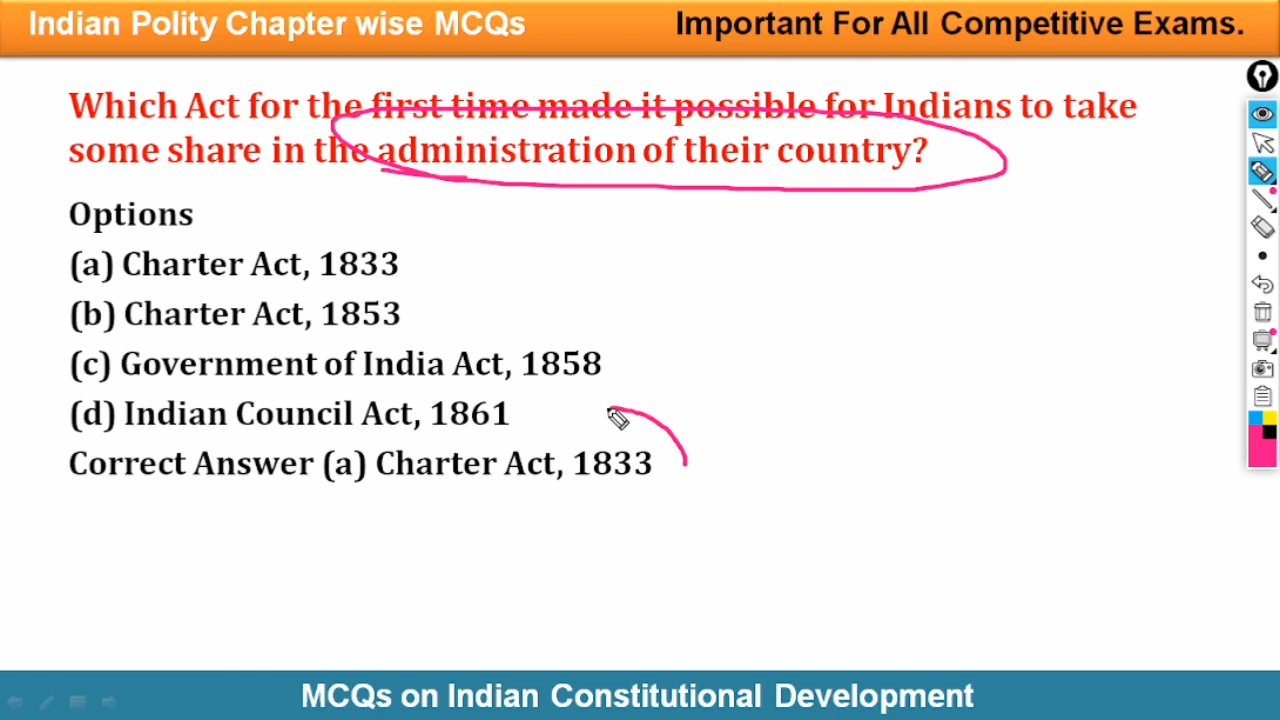 Indian Polity Chapter wise MCQs
Important For All Competitive Exams.
Which Act for the first time made it possible for Indians to take
some share in the administration of their country?
Options
(a) Charter Act, 1833
(b) Charter Act, 1853
(c) Government of India Act, 1858
(d) Indian Council Act, 1861
Correct Answer (a) Charter Act, 1833
MCQs on Indian Constitutional Development